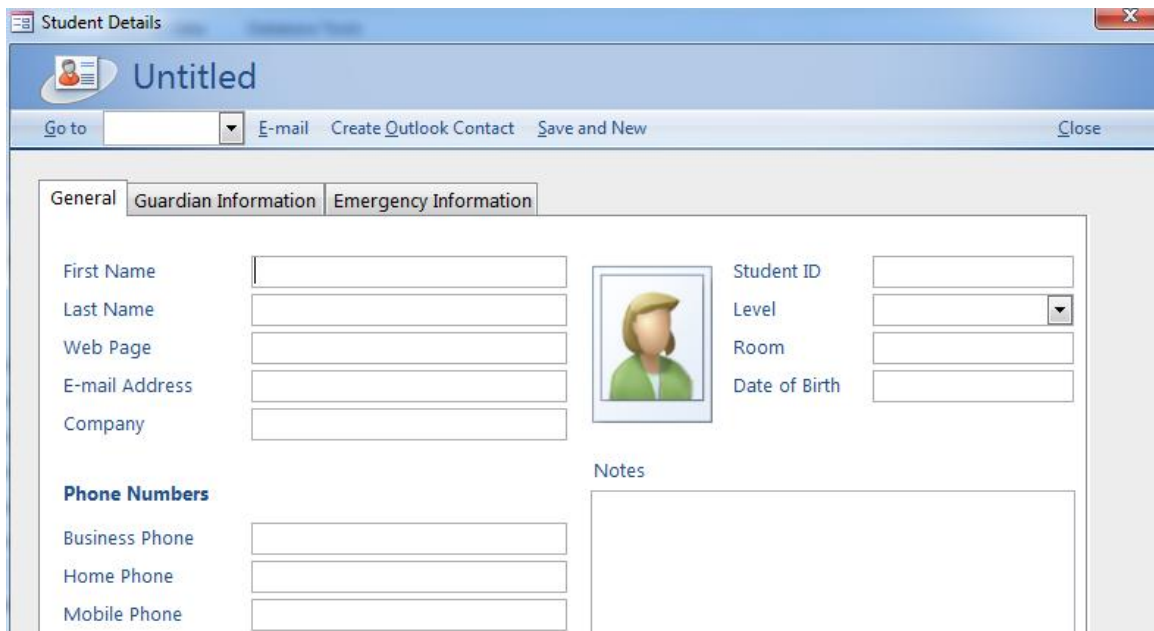 Student Details
Untitled
Go to E-mail Create Outlook Contact Save and New Close
General Guardian Information Emergency Information
First Name
Last Name
Web Page
E-mail Address
Company
Student ID
Level
Room
Date of Birth
Phone Numbers
Business Phone
Home Phone
Mobile Phone
Notes